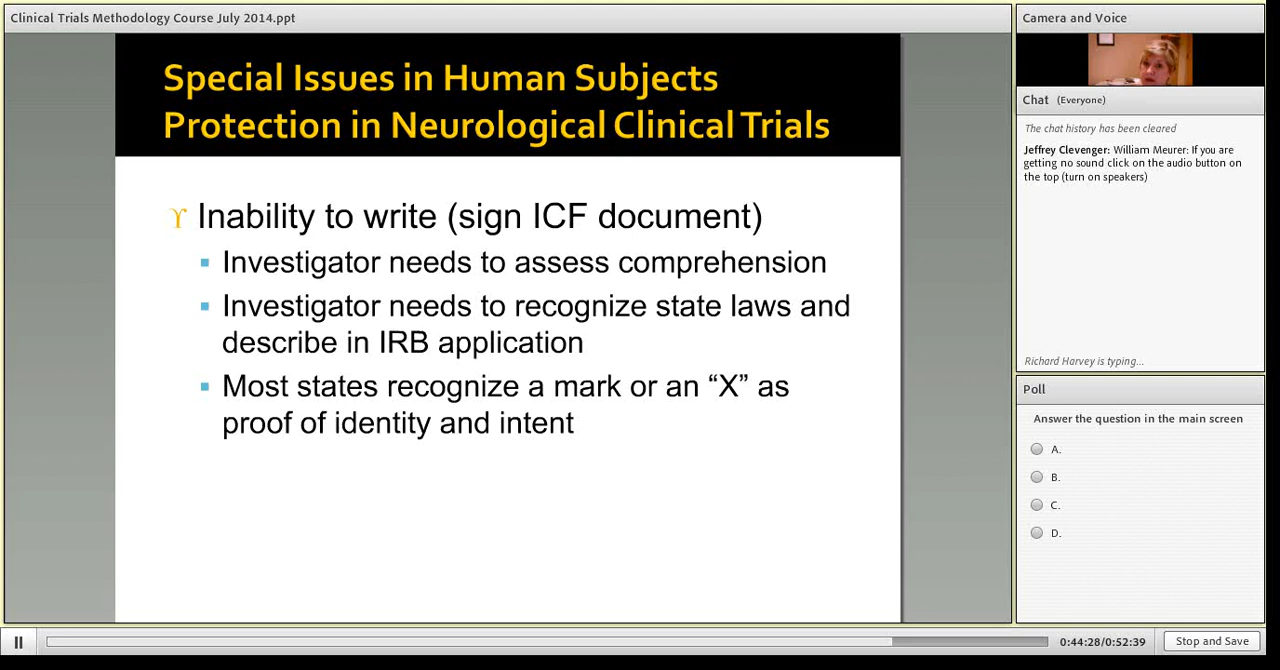 Clinical Trials Methodology Course July 2014.ppt
Special Issues in Human Subjects
Protection in Neurological Clinical Trials
Inability to write (sign ICF document)
Investigator needs to assess comprehension
Investigator needs to recognize state laws and
describe in IRB application
Most states recognize a mark or an “X” as
proof of identity and intent
Camera and Voice
Chat (Everyone)
The chat history has been cleared
Jeffrey Clevenger: William Meurer: If you are
getting no sound click on the audio button on
the top (turn on speakers)
Richard Harvey is typing...
Poll
Answer the question in the main screen
A.
B.
C.
D.
0:44:28/0:52:39
Stop and Save